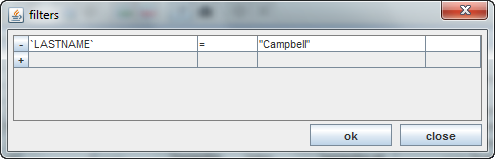 filters
- `LASTNAME` = "Campbell"
+
ok close